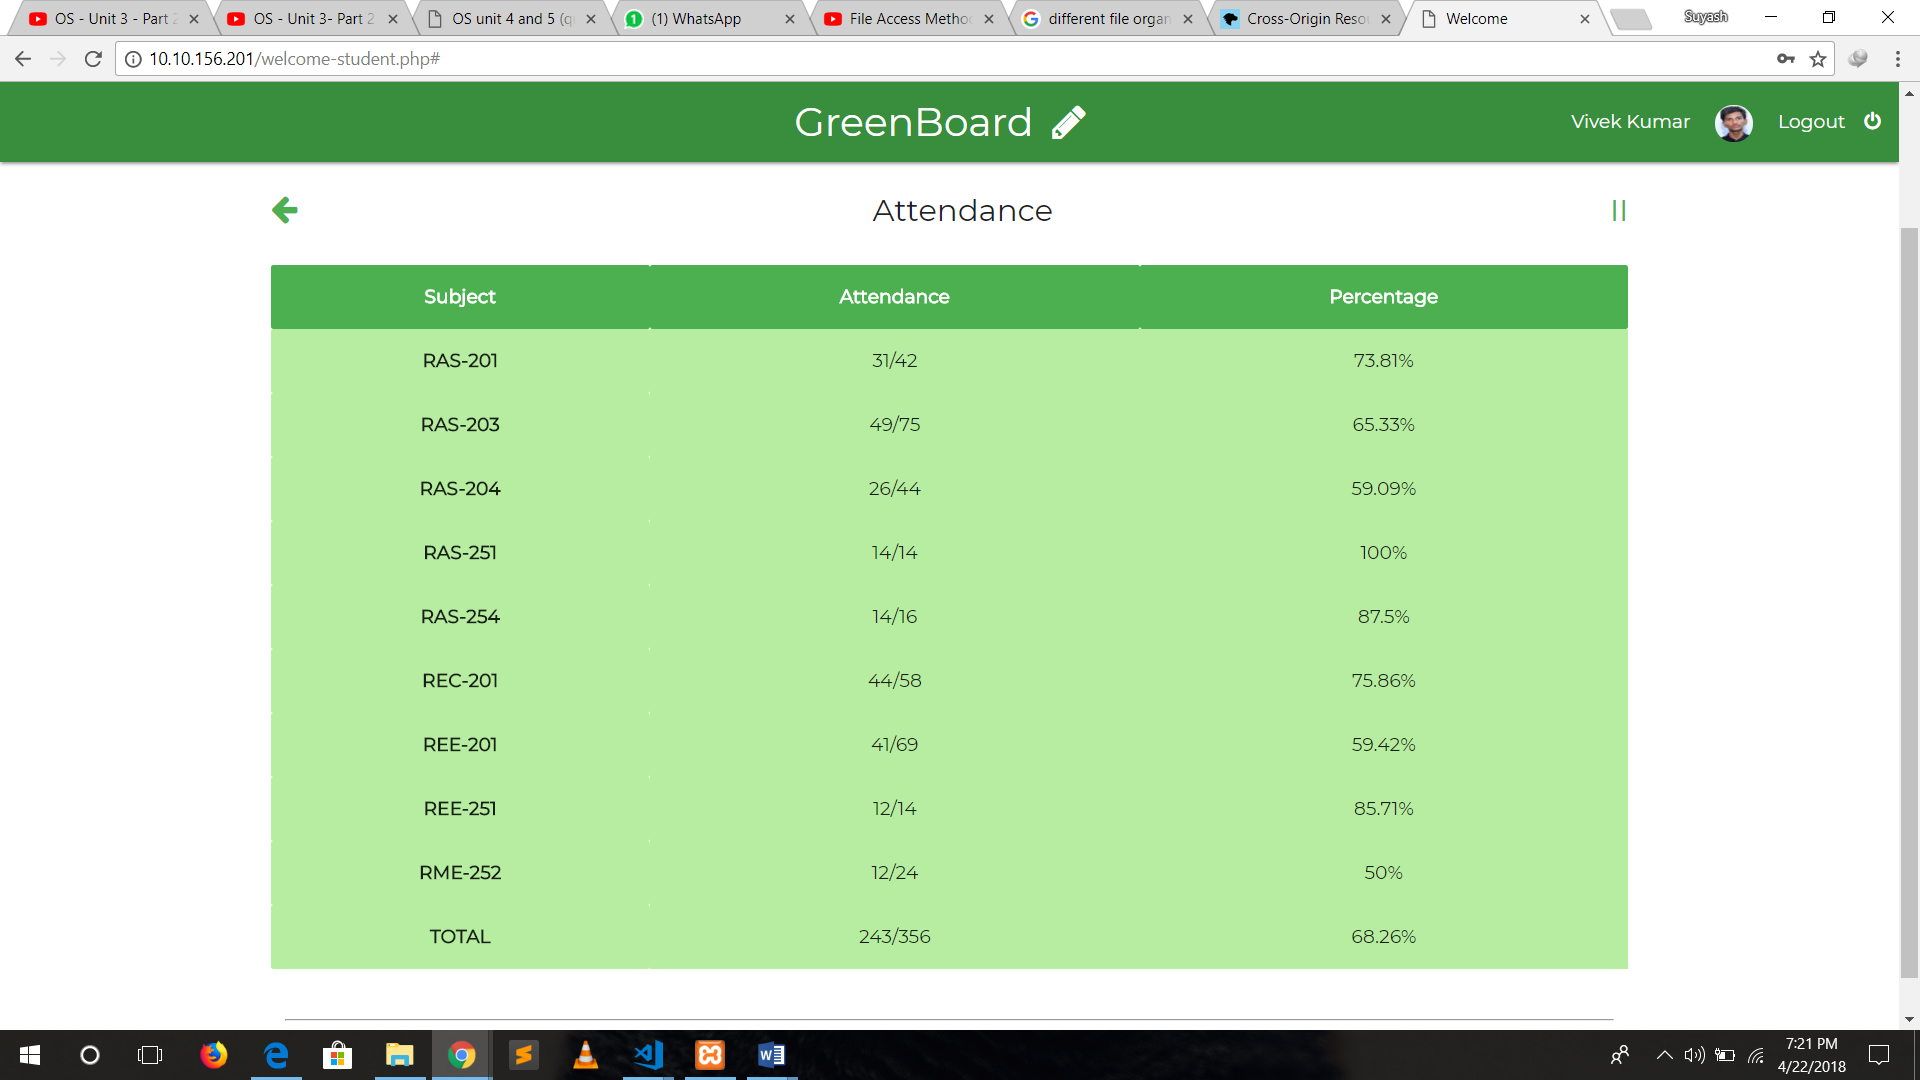 OS - Unit 3 - Part 2 OS - Unit 3- Part 2 OS unit 4 and 5 (q (1) WhatsApp File Access Metho different file organ Cross-Origin Reso Welcome Suyash
10.10.156.201/welcome-student.php#
GreenBoard Vivek Kumar Logout
Attendance
Subject Attendance Percentage
RAS-201 31/42 73.81%
RAS-203 49/75 65.33%
RAS-204 26/44 59.09%
RAS-251 14/14 100%
RAS-254 14/16 87.5%
REC-201 44/58 75.86%
REE-201 41/69 59.42%
REE-251 12/14 85.71%
RME-252 12/24 50%
TOTAL 243/356 68.26%
7:21 PM
4/22/2018